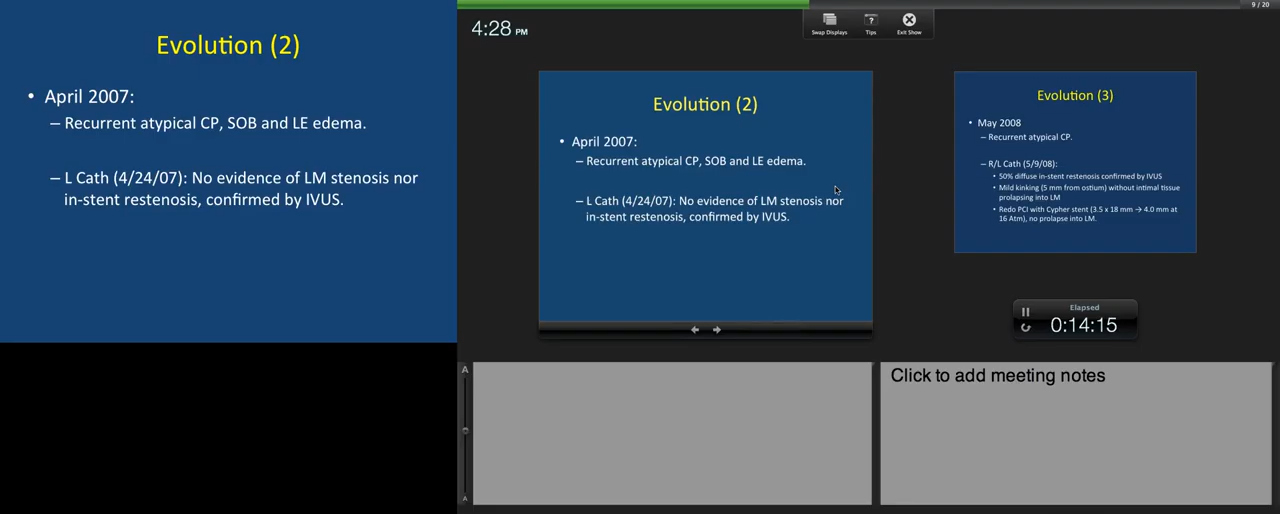 Evolution (2)
• April 2007:
– Recurrent atypical CP, SOB and LE edema.
– L Cath (4/24/07): No evidence of LM stenosis nor
in-stent restenosis, confirmed by IVUS.
9 / 20
4:28 PM
Swap Displays
Tips
Exit Show
Evolution (2)
• April 2007:
– Recurrent atypical CP, SOB and LE edema.
– L Cath (4/24/07): No evidence of LM stenosis nor
in-stent restenosis, confirmed by IVUS.
Evolution (3)
• May 2008
– Recurrent atypical CP.
– R/L Cath (5/9/08):
• 50% diffuse in-stent restenosis confirmed by IVUS
• Mild kinking (5 mm from ostium) without intimal tissue
prolapsing into LM
• Redo PCI with Cypher stent (3.5 x 18 mm → 4.0 mm at
16 Atm), no prolapse into LM.
Elapsed
0:14:15
A
A
Click to add meeting notes